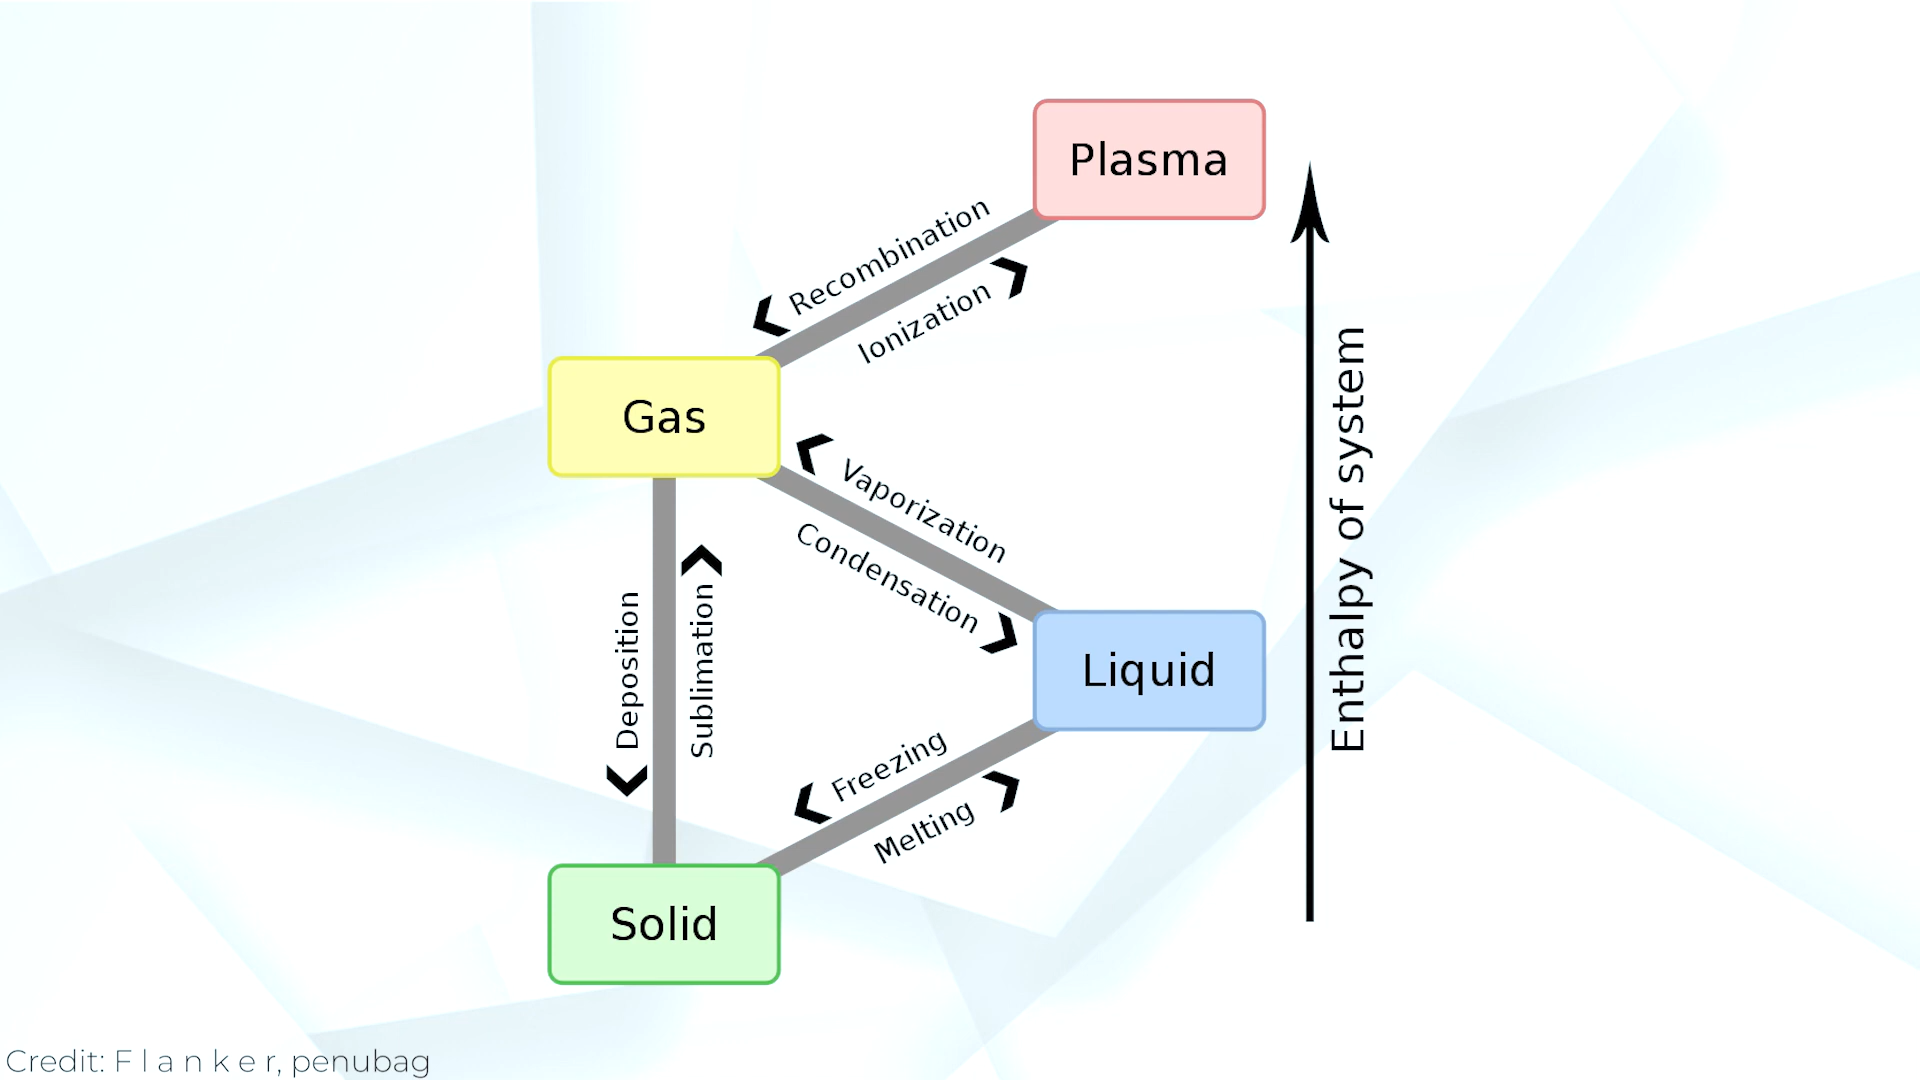 Plasma
Recombination
Ionization
Gas
Vaporization
Condensation
Enthalpy of system
Deposition
Sublimation
Liquid
Freezing
Melting
Solid
Credit: F l a n k e r, penubag